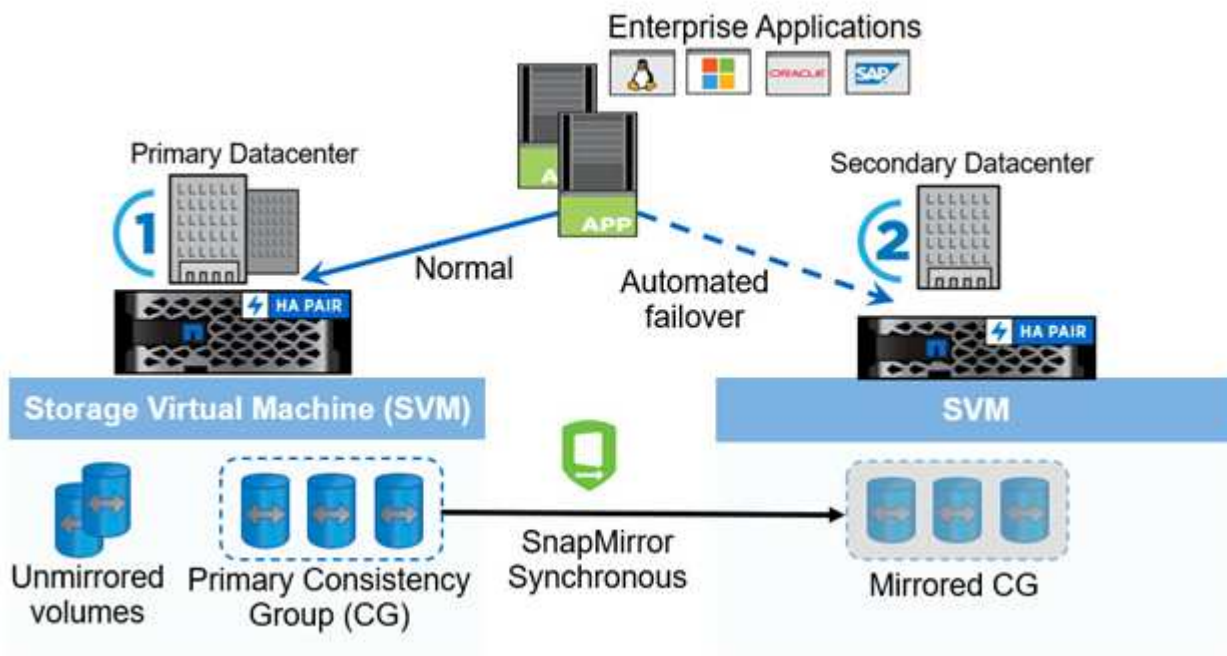 Enterprise Applications
ORACLE
SAP
Primary Datacenter
Secondary Datacenter
1
APP
2
Normal
Automated
failover
HA PAIR
HA PAIR
Storage Virtual Machine (SVM)
SVM
SnapMirror
Synchronous
Unmirrored
volumes
Primary Consistency
Group (CG)
Mirrored CG